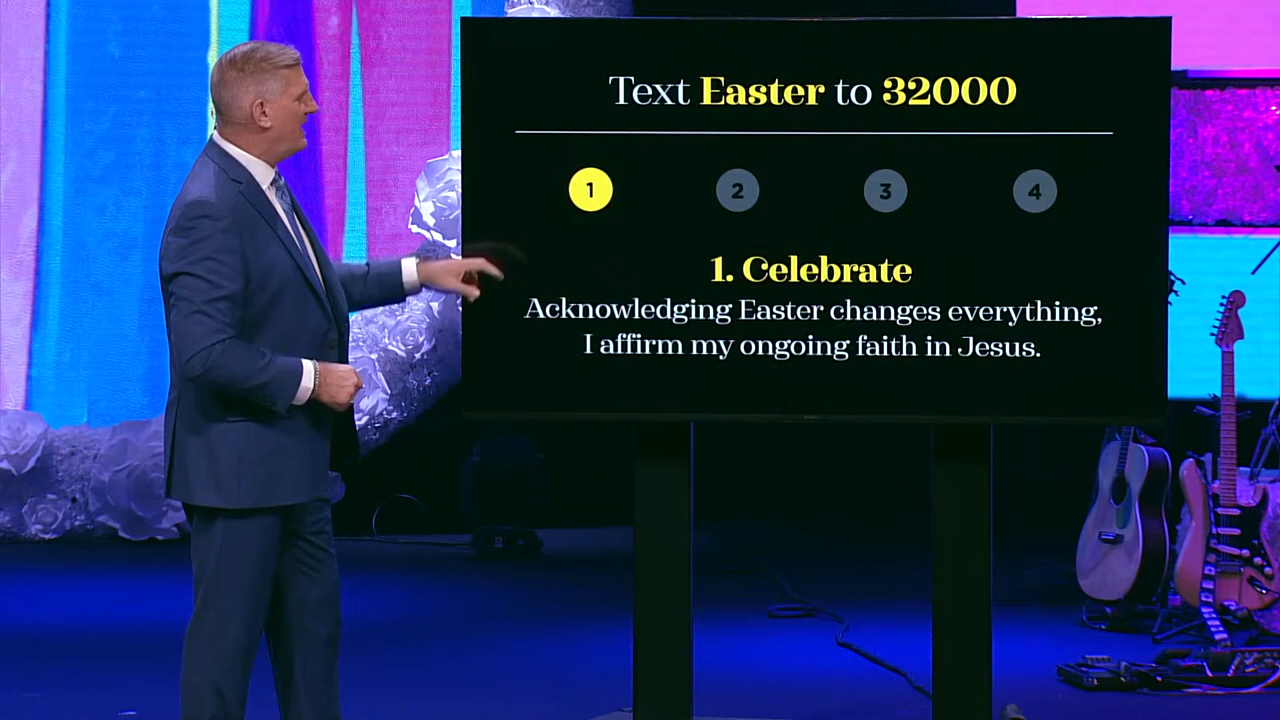 Text Easter to 32000
1 2 3 4
1. Celebrate
Acknowledging Easter changes everything,
I affirm my ongoing faith in Jesus.